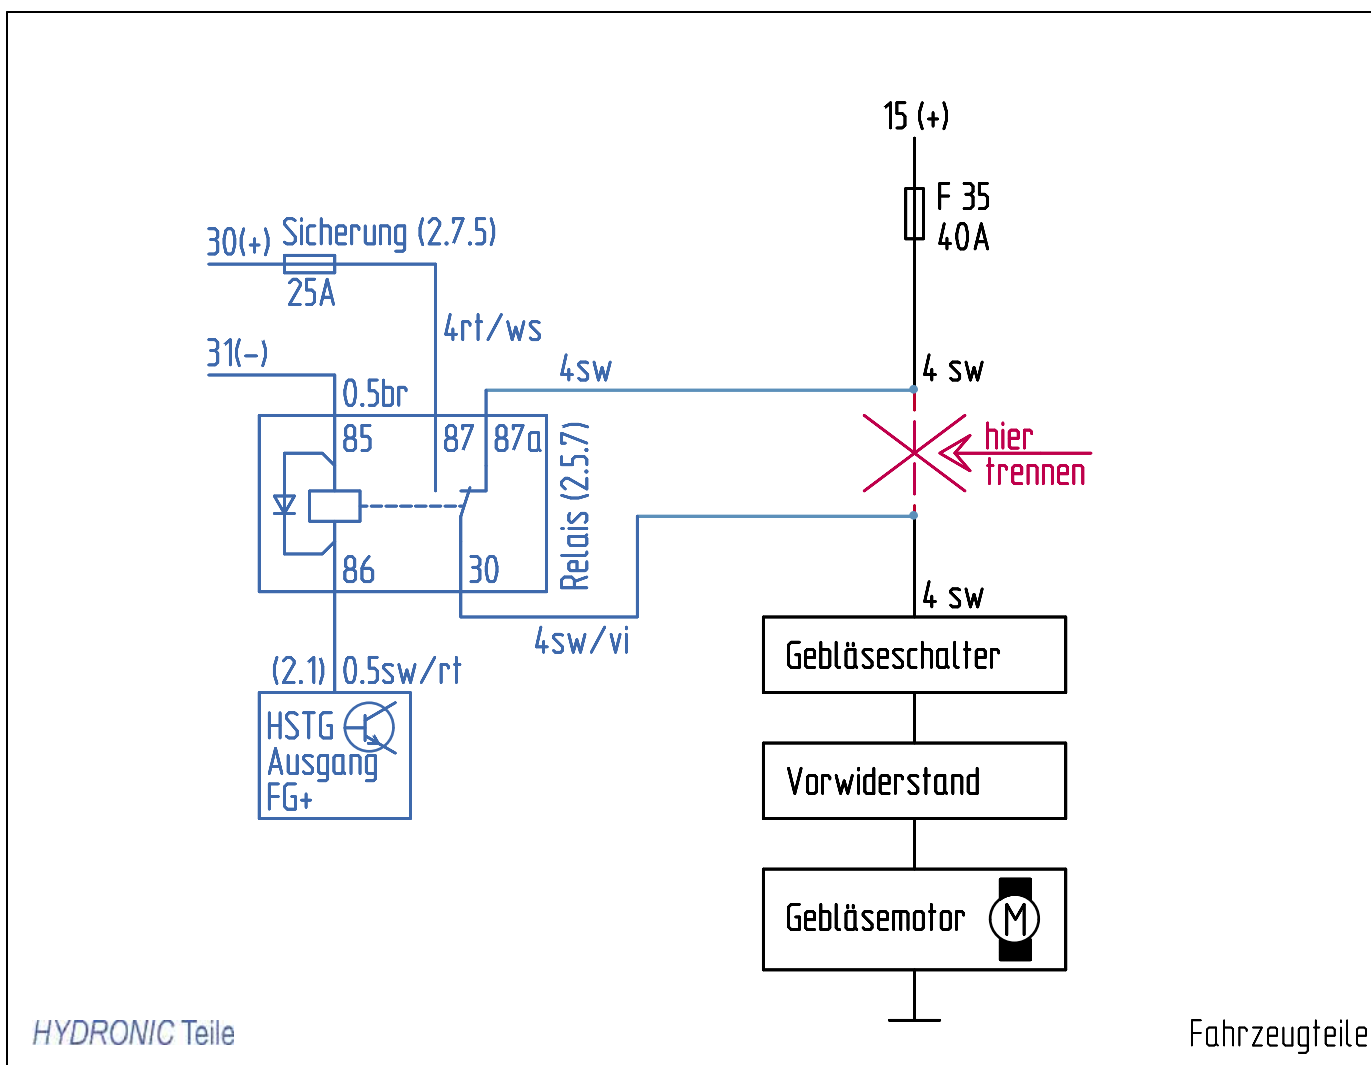 15 (+)
F 35
40A
30(+)
Sicherung (2.7.5)
25A
4rt/ws
31(-)
0.5br
4sw
4 sw
85
87
87a
hier
trennen
Relais (2.5.7)
86
30
4sw/vi
4 sw
Gebläseschalter
(2.1)
0.5sw/rt
HSTG
Ausgang
FG+
Vorwiderstand
Gebläsemotor
M
HYDRONIC Teile
Fahrzeugteile